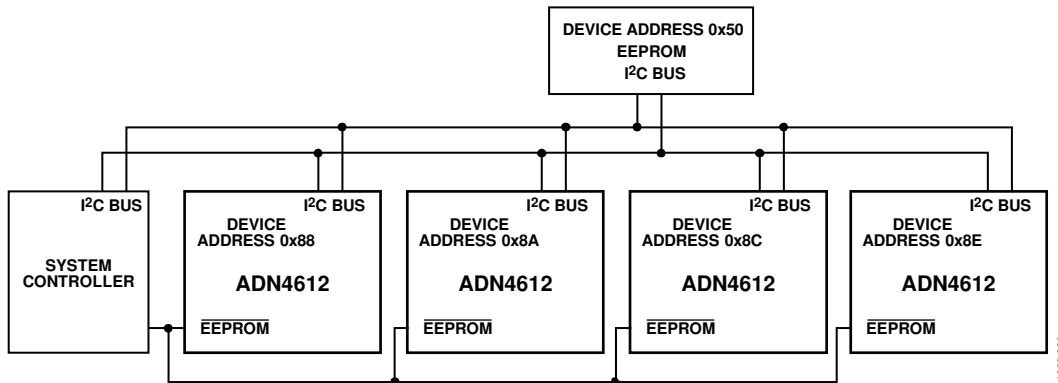 DEVICE ADDRESS 0x50
EEPROM
I²C BUS
I²C BUS
SYSTEM
CONTROLLER
I²C BUS
DEVICE
ADDRESS 0x88
ADN4612
EEPROM
I²C BUS
DEVICE
ADDRESS 0x8A
ADN4612
EEPROM
I²C BUS
DEVICE
ADDRESS 0x8C
ADN4612
EEPROM
I²C BUS
DEVICE
ADDRESS 0x8E
ADN4612
EEPROM